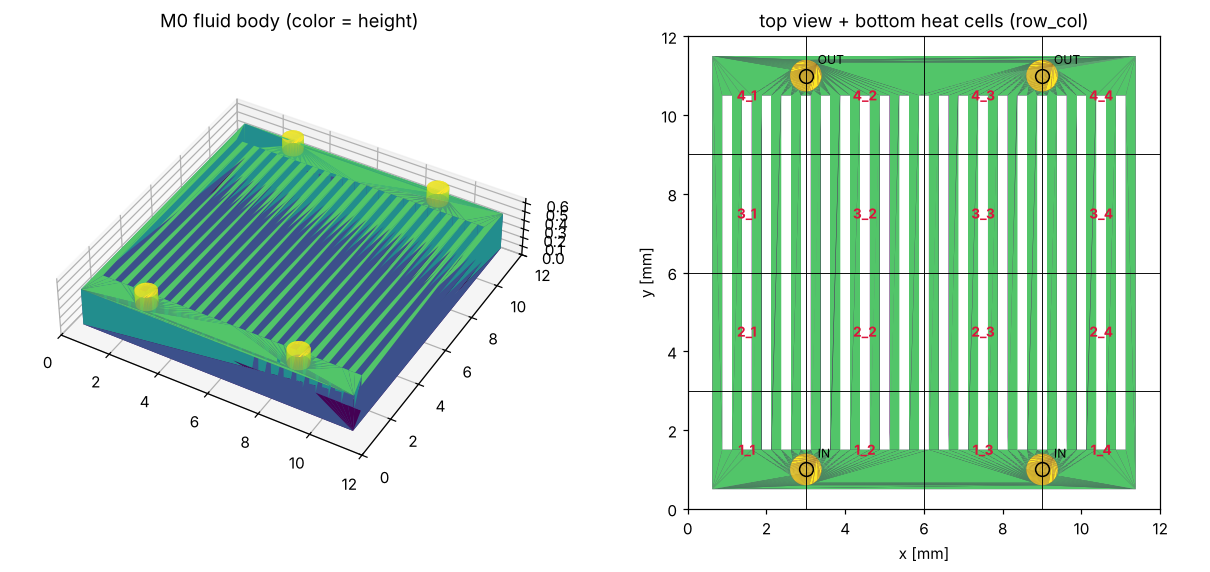 M0 fluid body (color = height)
0.6
0.5
0.4
0.3
0.2
0.1
0.0
12
10
8
6
4
2
0
0
2
4
6
8
10
12
top view + bottom heat cells (row_col)
12
10
8
6
4
2
0
y [mm]
OUT OUT
4_1 4_2 4_3 4_4
3_1 3_2 3_3 3_4
2_1 2_2 2_3 2_4
1_1 1_2 IN 1_3 1_4 IN
0 2 4 6 8 10 12
x [mm]